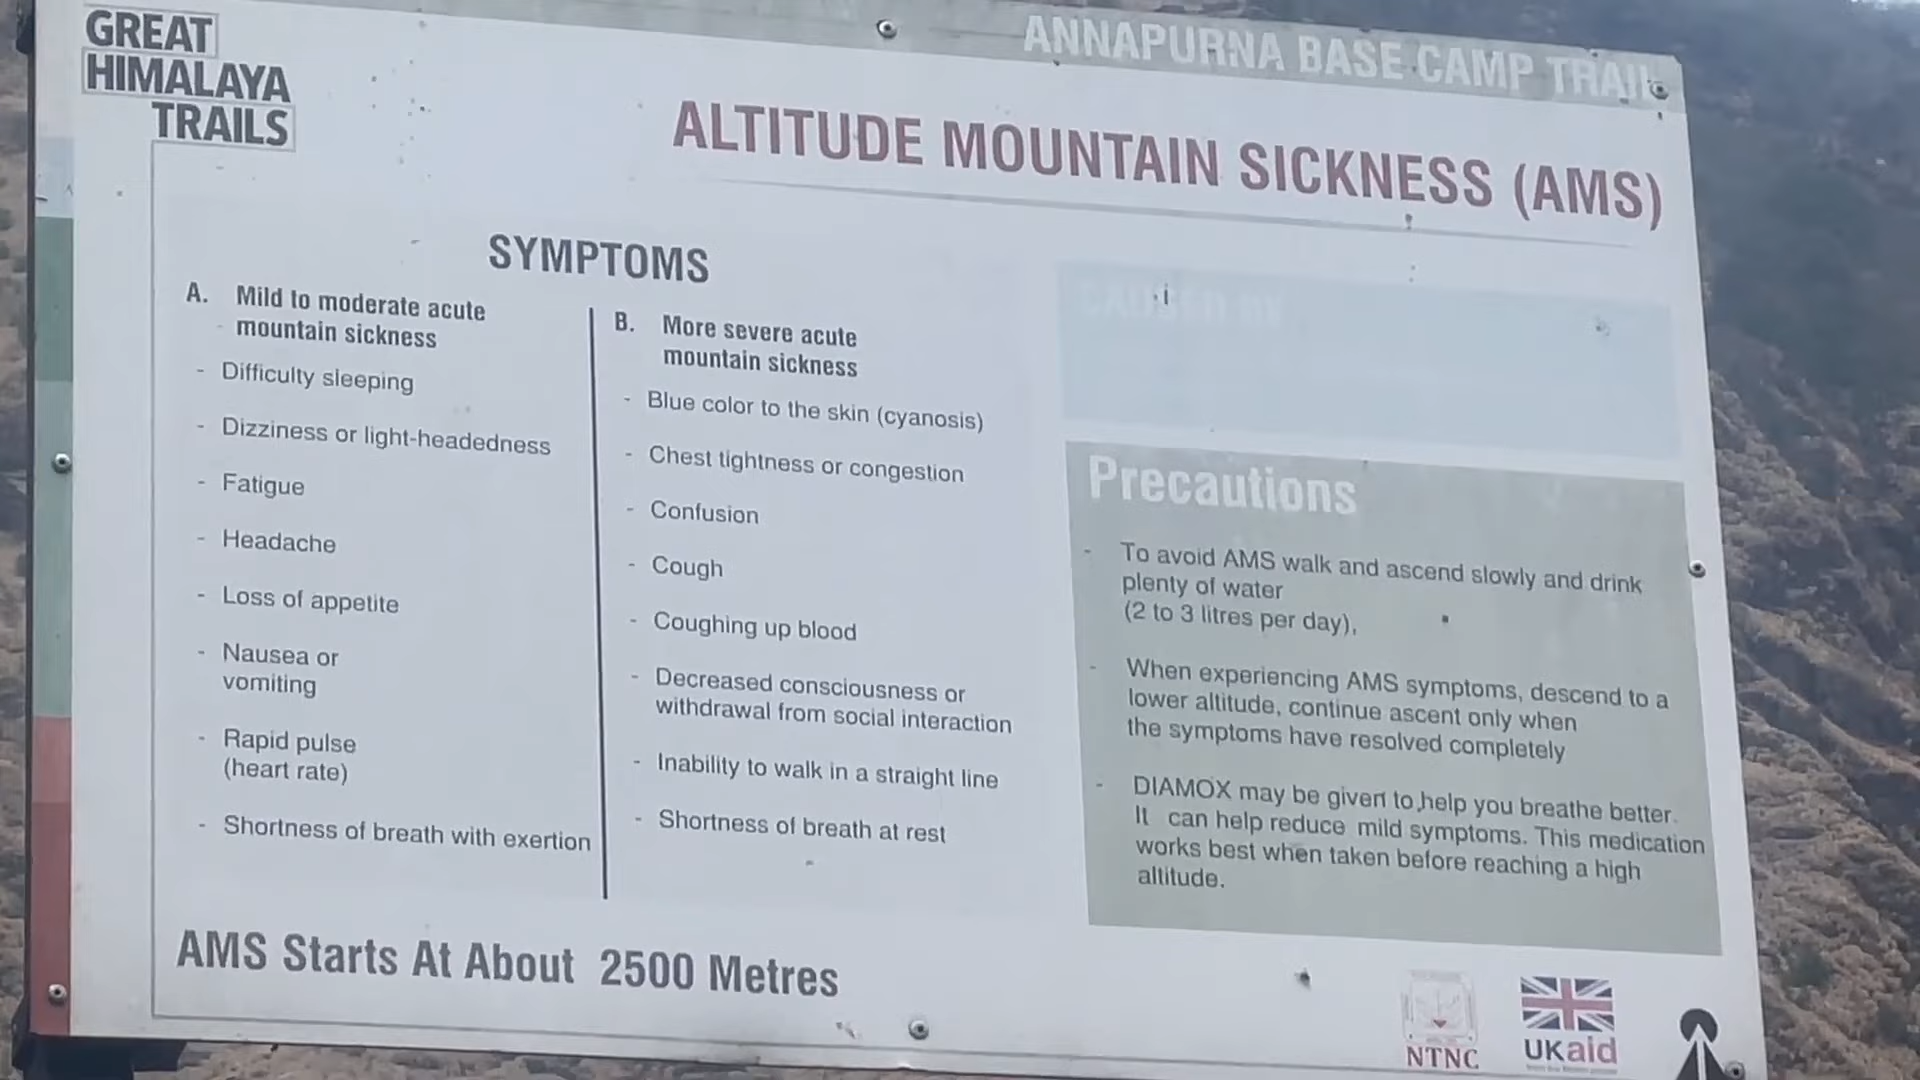 GREAT
HIMALAYA
TRAILS
ANNAPURNA BASE CAMP TRAIL
ALTITUDE MOUNTAIN SICKNESS (AMS)
SYMPTOMS
A. Mild to moderate acute
mountain sickness
- Difficulty sleeping
- Dizziness or light-headedness
- Fatigue
- Headache
- Loss of appetite
- Nausea or
vomiting
- Rapid pulse
(heart rate)
- Shortness of breath with exertion
B. More severe acute
mountain sickness
- Blue color to the skin (cyanosis)
- Chest tightness or congestion
- Confusion
- Cough
- Coughing up blood
- Decreased consciousness or
withdrawal from social interaction
- Inability to walk in a straight line
- Shortness of breath at rest
CAUSED BY
Precautions
- To avoid AMS walk and ascend slowly and drink
plenty of water
(2 to 3 litres per day),
- When experiencing AMS symptoms, descend to a
lower altitude, continue ascent only when
the symptoms have resolved completely
- DIAMOX may be given to help you breathe better.
It can help reduce mild symptoms. This medication
works best when taken before reaching a high
altitude.
AMS Starts At About 2500 Metres
NTNC
UKaid